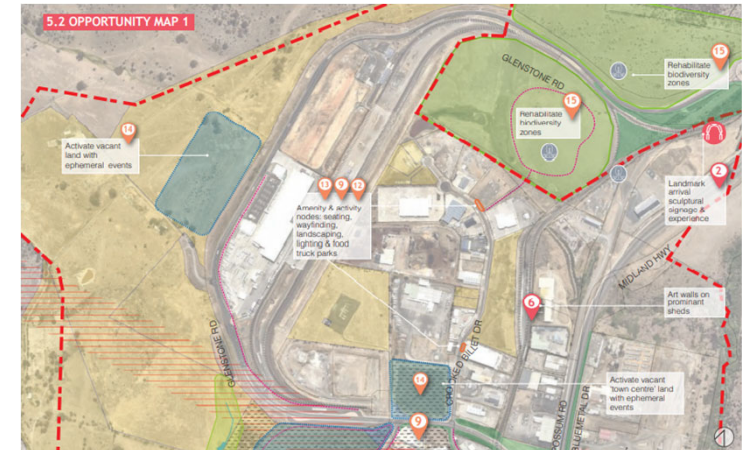 5.2 OPPORTUNITY MAP 1
GLENSTONE RD
15
Rehabilitate
biodiversity
zones
15
Rehabilitate
biodiversity
zones
14
Activate vacant
land with
ephemeral events
13 9 12
Amenity & activity
nodes: seating,
wayfinding,
landscaping,
lighting & food
truck parks
2
Landmark
arrival
sculptural
signage &
experience
MIDLAND HWY
6
Art walls on
prominant
sheds
GLENSTONE RD
CROOKED BILLET DR
14
Activate vacant
'town centre' land
with ephemeral
events
9
POSSUM RD
BLUEMETAL DR